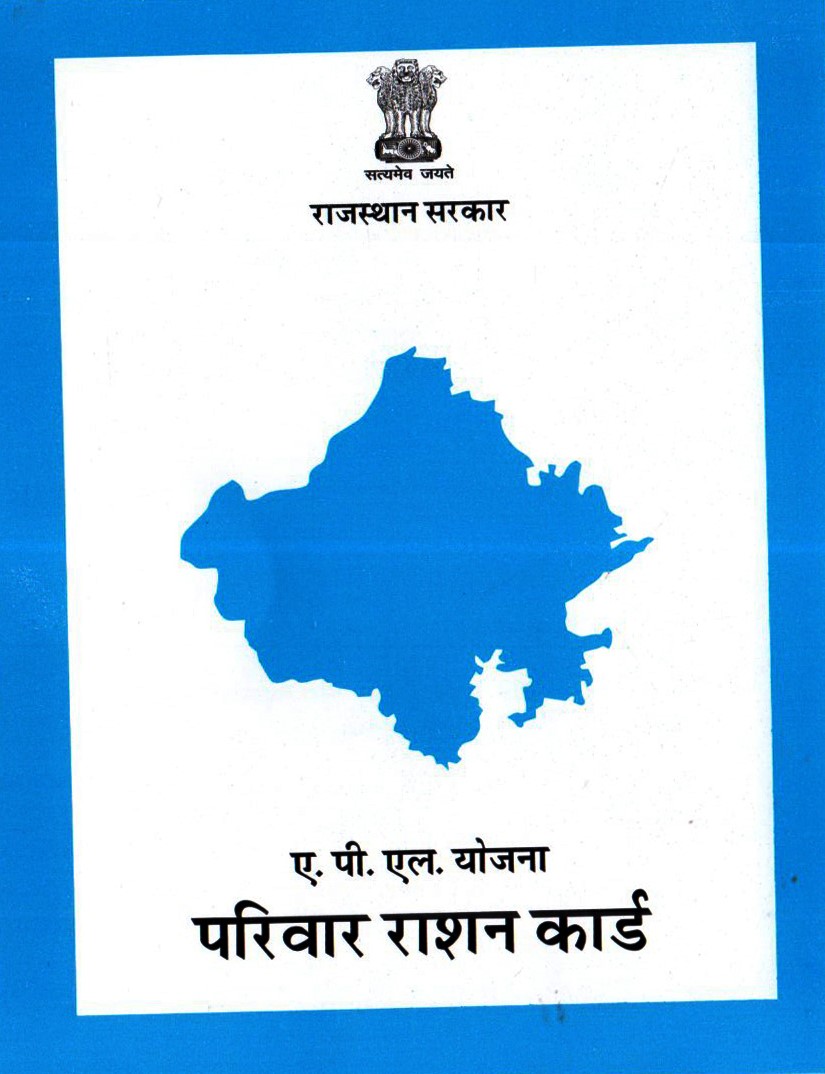 सत्यमेव जयते
राजस्थान सरकार
ए. पी. एल. योजना
परिवार राशन कार्ड